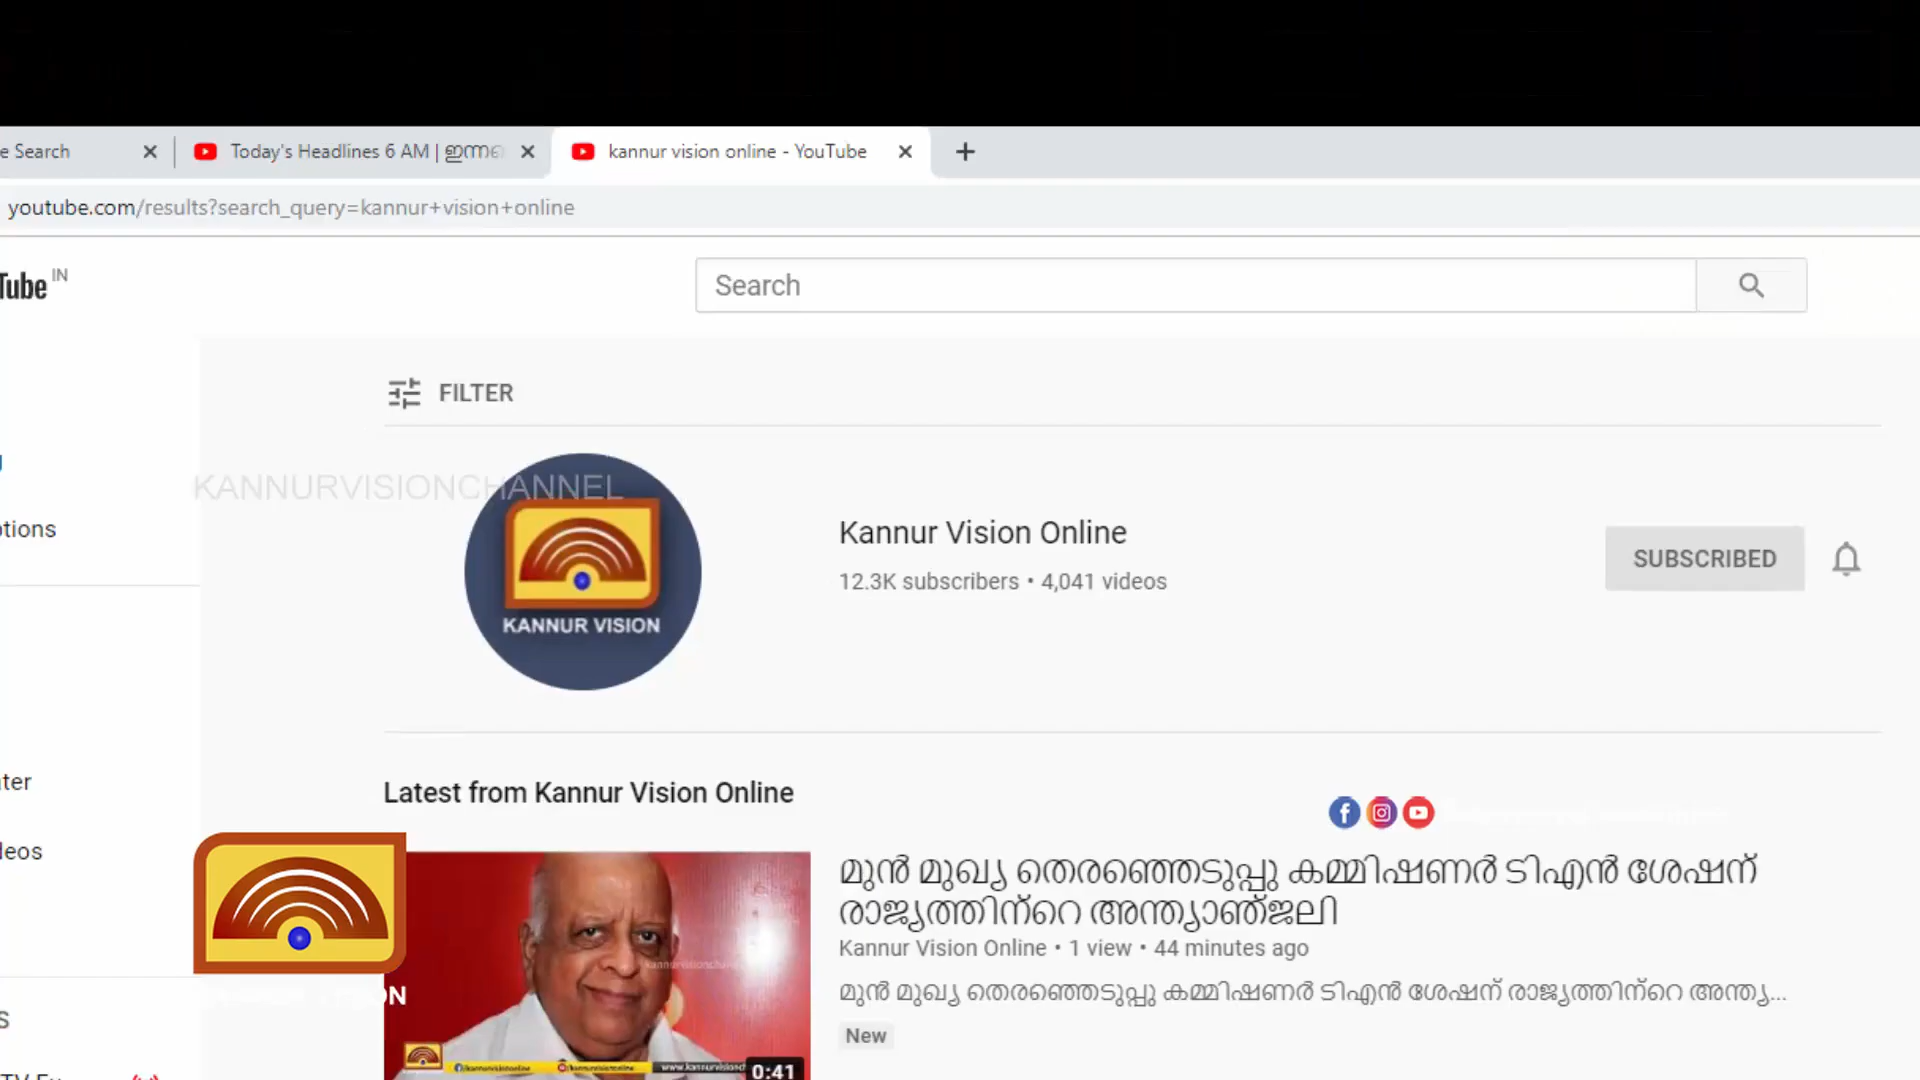 e Search
Today's Headlines 6 AM | ഇന്നത്തെ
kannur vision online - YouTube
youtube.com/results?search_query=kannur+vision+online
Tube IN
Search
FILTER
KANNURVISIONCHANNEL
KANNUR VISION
Kannur Vision Online
12.3K subscribers • 4,041 videos
SUBSCRIBED
Latest from Kannur Vision Online
മുൻ മുഖ്യ തെരഞ്ഞെടുപ്പു കമ്മിഷണർ ടിഎൻ ശേഷന്
രാജ്യത്തിന്റെ അന്ത്യാഞ്ജലി
Kannur Vision Online • 1 view • 44 minutes ago
മുൻ മുഖ്യ തെരഞ്ഞെടുപ്പു കമ്മിഷണർ ടിഎൻ ശേഷന് രാജ്യത്തിന്റെ അന്ത്യ...
New
0:41